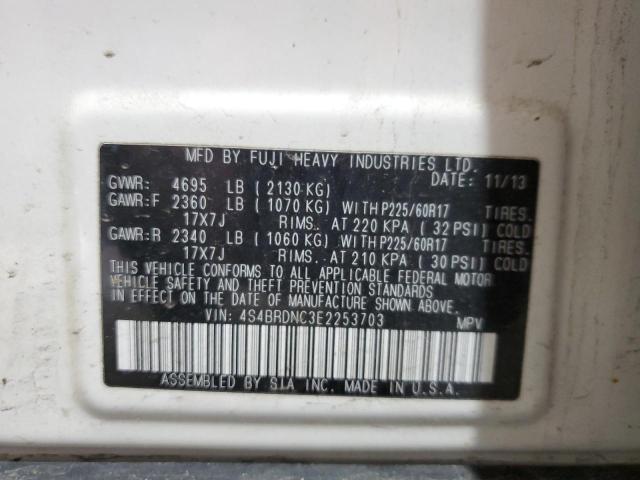 MFD BY FUJI HEAVY INDUSTRIES LTD.
DATE: 11/13
GVWR: 4695 LB ( 2130 KG)
GAWR:F 2360 LB ( 1070 KG) WITH P225/60R17 TIRES.
17X7J RIMS. AT 220 KPA ( 32 PSI) COLD
GAWR:R 2340 LB ( 1060 KG) WITH P225/60R17 TIRES.
17X7J RIMS. AT 210 KPA ( 30 PSI) COLD
THIS VEHICLE CONFORMS TO ALL APPLICABLE FEDERAL MOTOR
VEHICLE SAFETY AND THEFT PREVENTION STANDARDS IN
EFFECT ON THE DATE OF MANUFACTURE SHOWN ABOVE.
VIN: 4S4BRDNC3E2253703 MPV
ASSEMBLED BY SIA INC. MADE IN U.S.A.